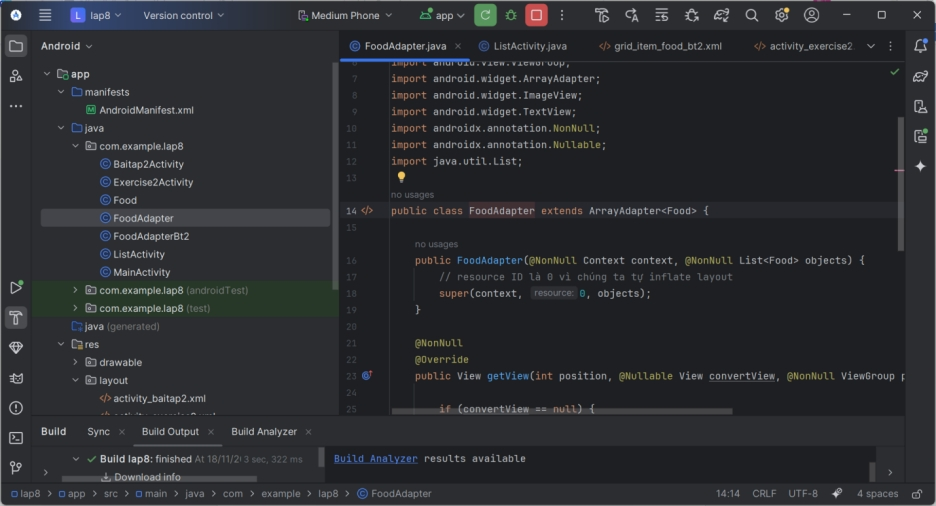 L lap8 Version control Medium Phone app
Android
app
manifests
AndroidManifest.xml
java
com.example.lap8
Baitap2Activity
Exercise2Activity
Food
FoodAdapter
FoodAdapterBt2
ListActivity
MainActivity
com.example.lap8 (androidTest)
com.example.lap8 (test)
java (generated)
res
drawable
layout
activity_baitap2.xml
FoodAdapter.java ListActivity.java grid_item_food_bt2.xml activity_exercise2
6 import android.view.ViewGroup;
7 import android.widget.ArrayAdapter;
8 import android.widget.ImageView;
9 import android.widget.TextView;
10 import androidx.annotation.NonNull;
11 import androidx.annotation.Nullable;
12 import java.util.List;
13
no usages
14 public class FoodAdapter extends ArrayAdapter<Food> {
15
no usages
16 public FoodAdapter(@NonNull Context context, @NonNull List<Food> objects) {
17 // resource ID là 0 vì chúng ta tự inflate layout
18 super(context, resource: 0, objects);
19 }
20
21 @NonNull
22 @Override
23 public View getView(int position, @Nullable View convertView, @NonNull ViewGroup p
24
25 if (convertView == null) {
Build Sync Build Output Build Analyzer
Build lap8: finished At 18/11/2 3 sec, 322 ms
Download info
Build Analyzer results available
lap8 > app > src > main > java > com > example > lap8 > FoodAdapter 14:14 CRLF UTF-8 4 spaces